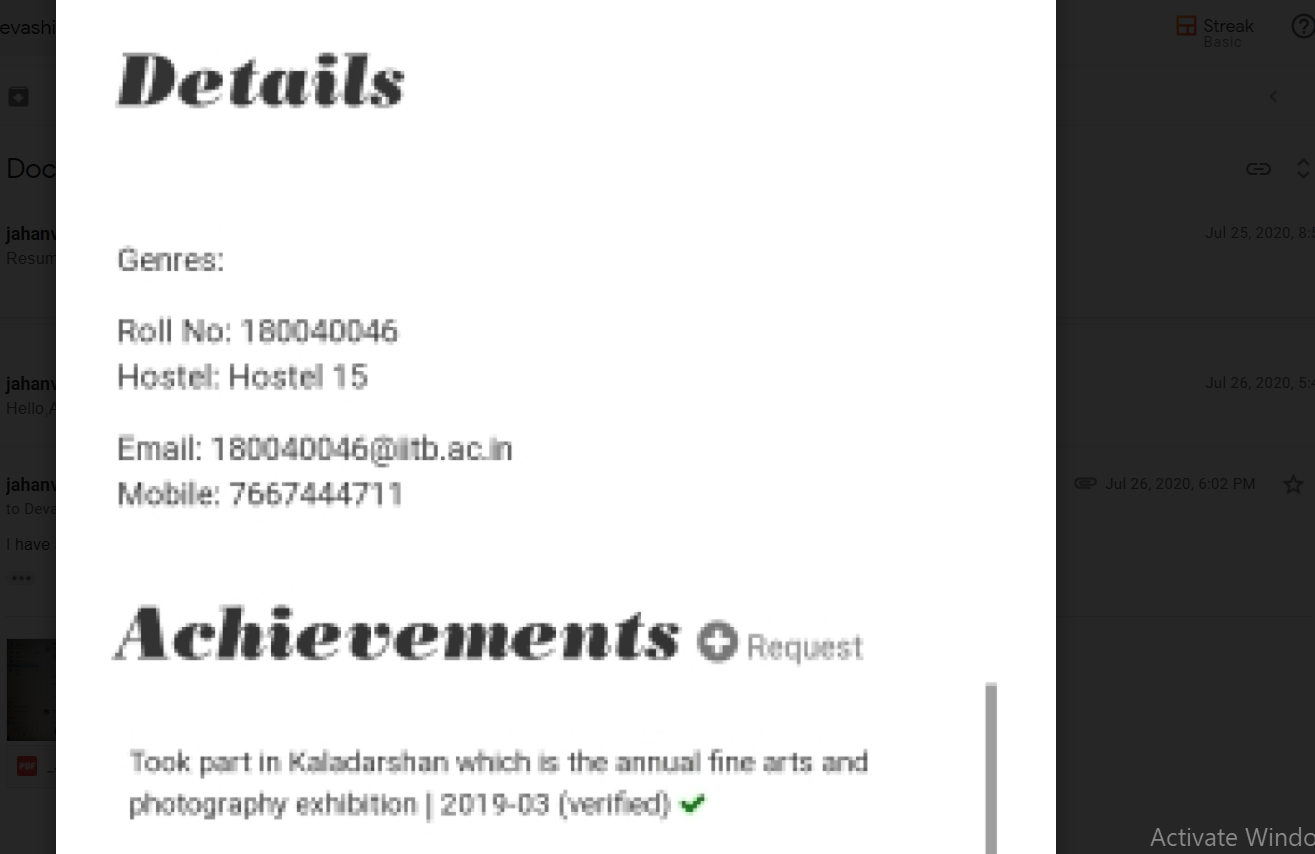 evashi
Streak
Basic
Details
Doc
Genres:
jahanv
Jul 25, 2020, 8:5
Resum
Roll No: 180040046
Hostel: Hostel 15
jahanv
Jul 26, 2020, 5:4
Hello,A
Email: 180040046@iitb.ac.in
Mobile: 7667444711
jahanv
Jul 26, 2020, 6:02 PM
to Deva
I have
Achievements Request
Took part in Kaladarshan which is the annual fine arts and
photography exhibition | 2019-03 (verified)
PDF
Activate Windo